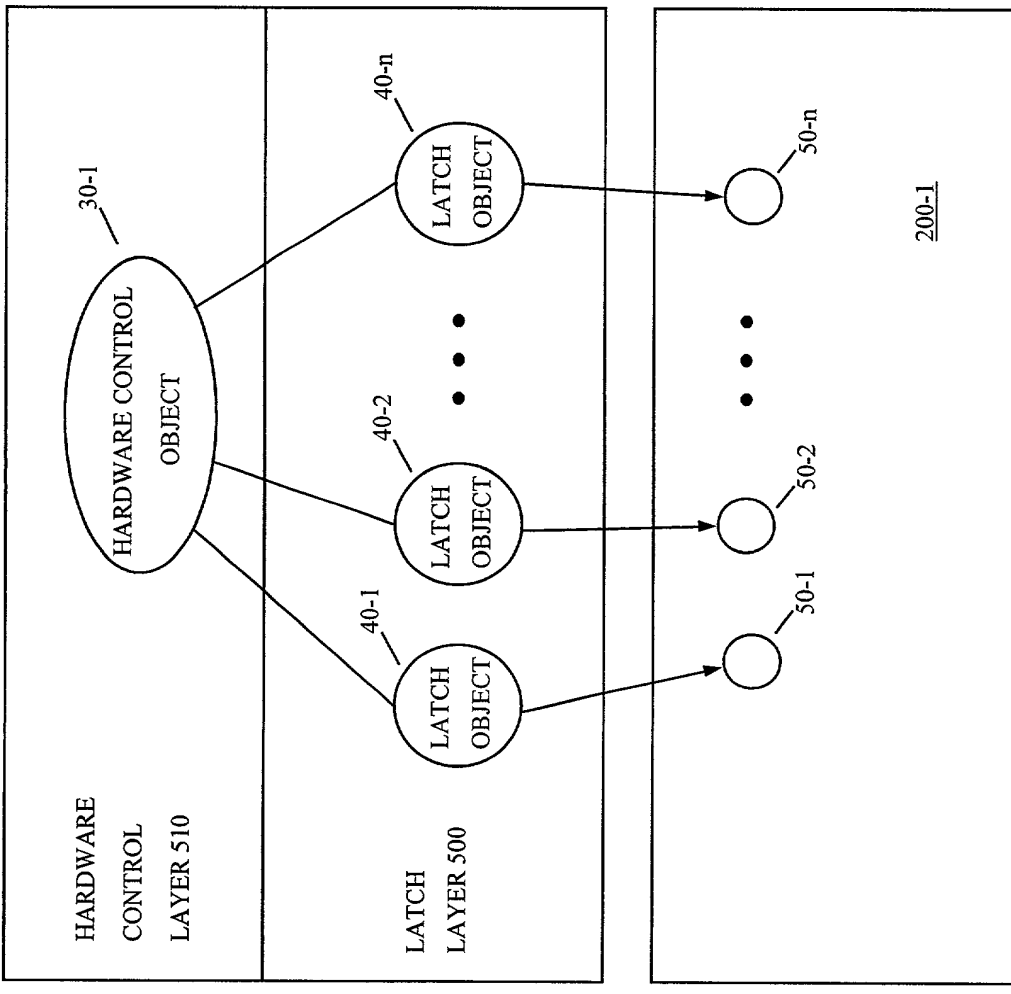 HARDWARE
CONTROL
LAYER 510
30-1
HARDWARE CONTROL
OBJECT
LATCH
LAYER 500
40-1
LATCH
OBJECT
40-2
LATCH
OBJECT
40-n
LATCH
OBJECT
50-1
50-2
50-n
200-1